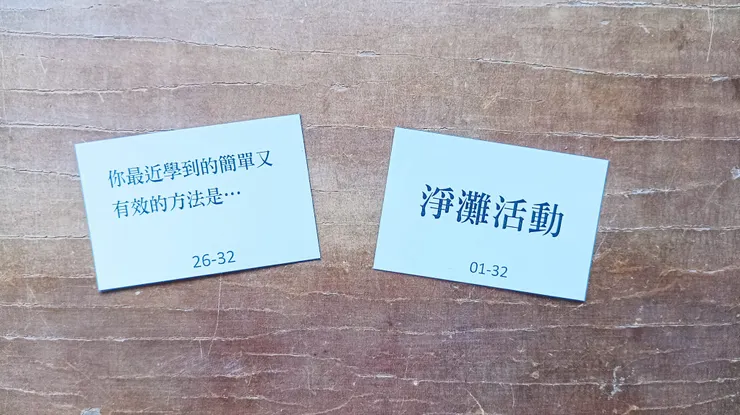 你最近學到的簡單又
有效的方法是…
26-32
淨灘活動
01-32